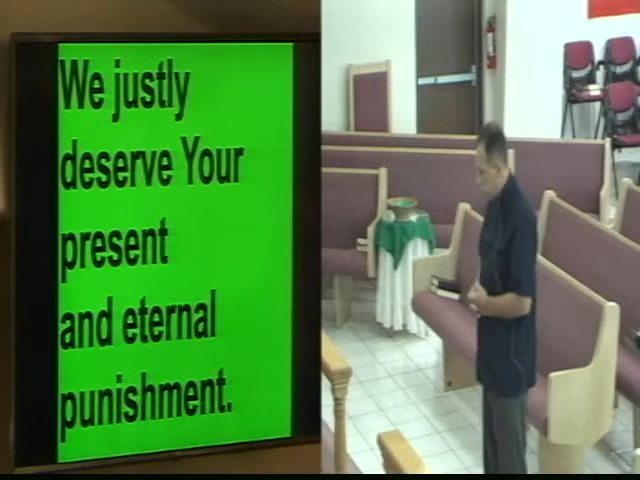 We justly
deserve Your
present
and eternal
punishment.